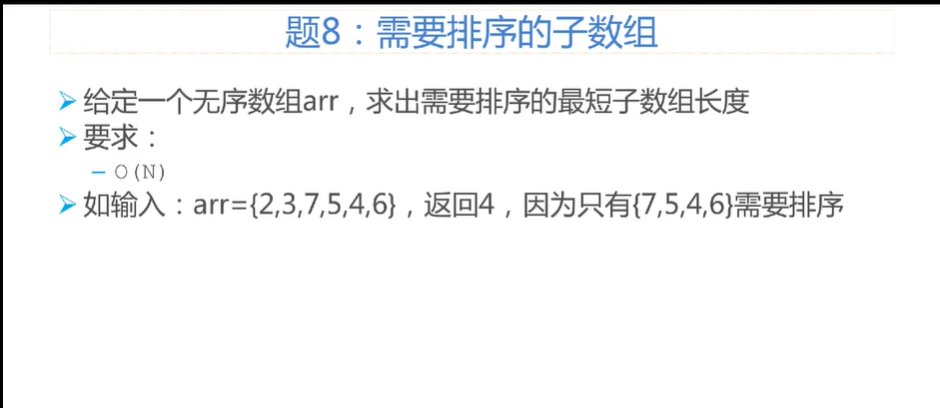 题8：需要排序的子数组
给定一个无序数组arr，求出需要排序的最短子数组长度
要求：
– O(N)
如输入：arr={2,3,7,5,4,6}，返回4，因为只有{7,5,4,6}需要排序